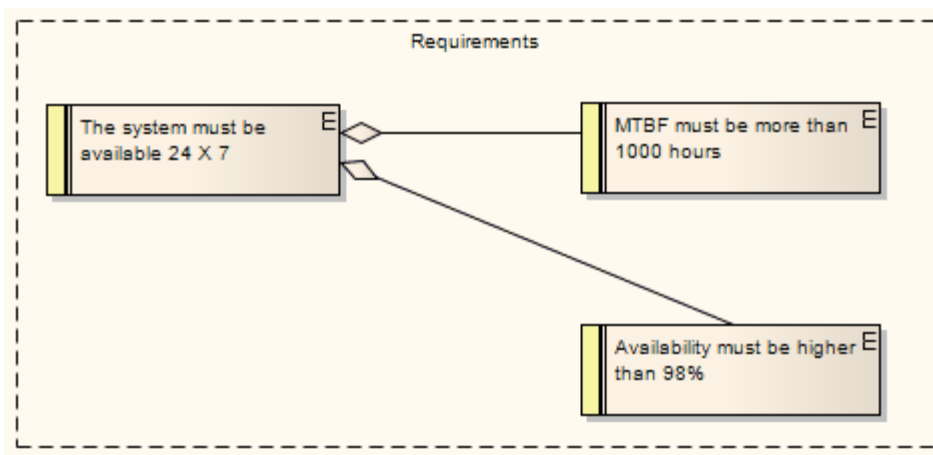 Requirements
The system must be
available 24 X 7
E
MTBF must be more than
1000 hours
E
Availability must be higher
than 98%
E